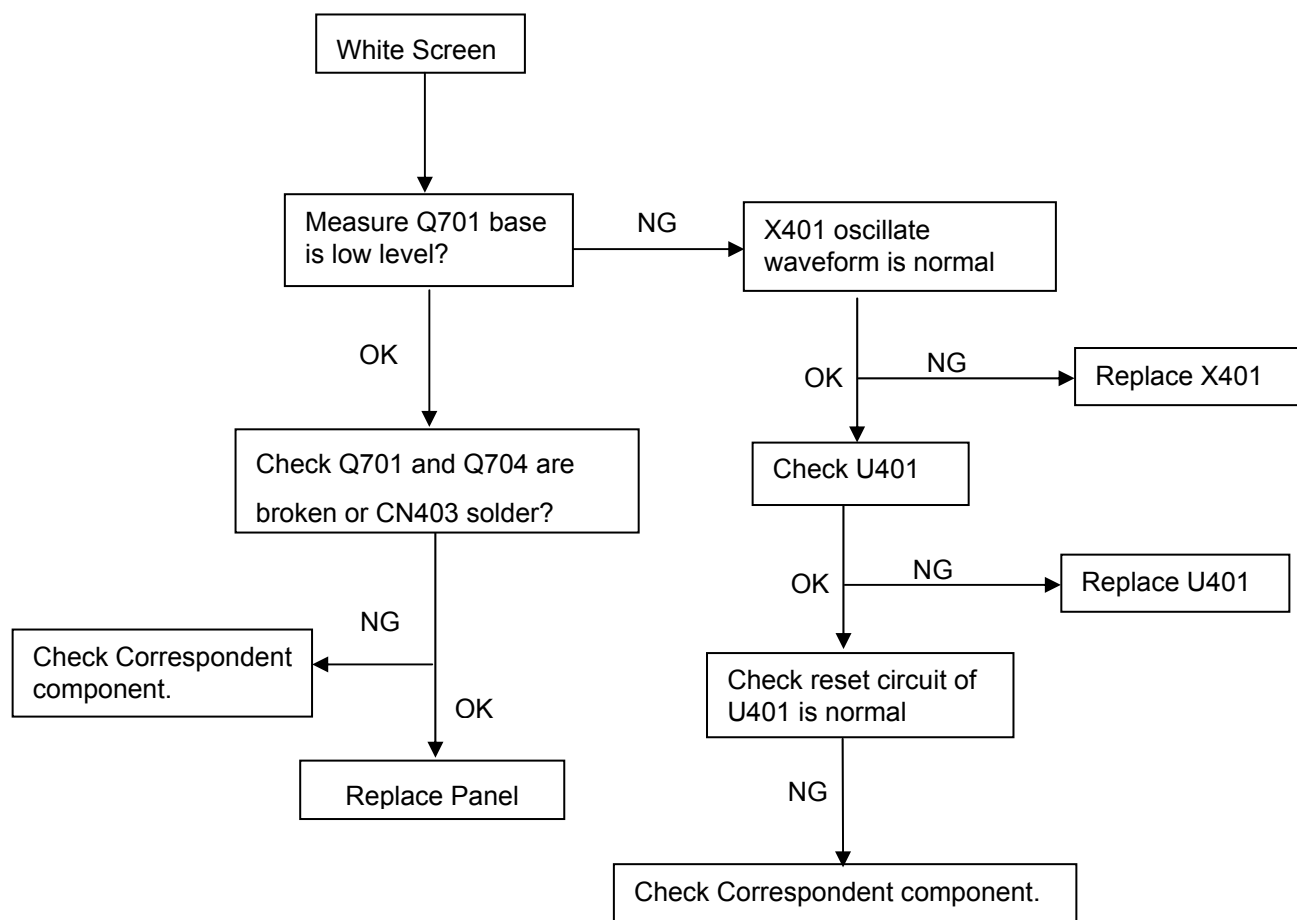 White Screen
Measure Q701 base
is low level?
NG
X401 oscillate
waveform is normal
OK
OK
NG
Replace X401
Check Q701 and Q704 are
broken or CN403 solder?
Check U401
OK
NG
Replace U401
NG
Check Correspondent
component.
Check reset circuit of
U401 is normal
OK
Replace Panel
NG
Check Correspondent component.